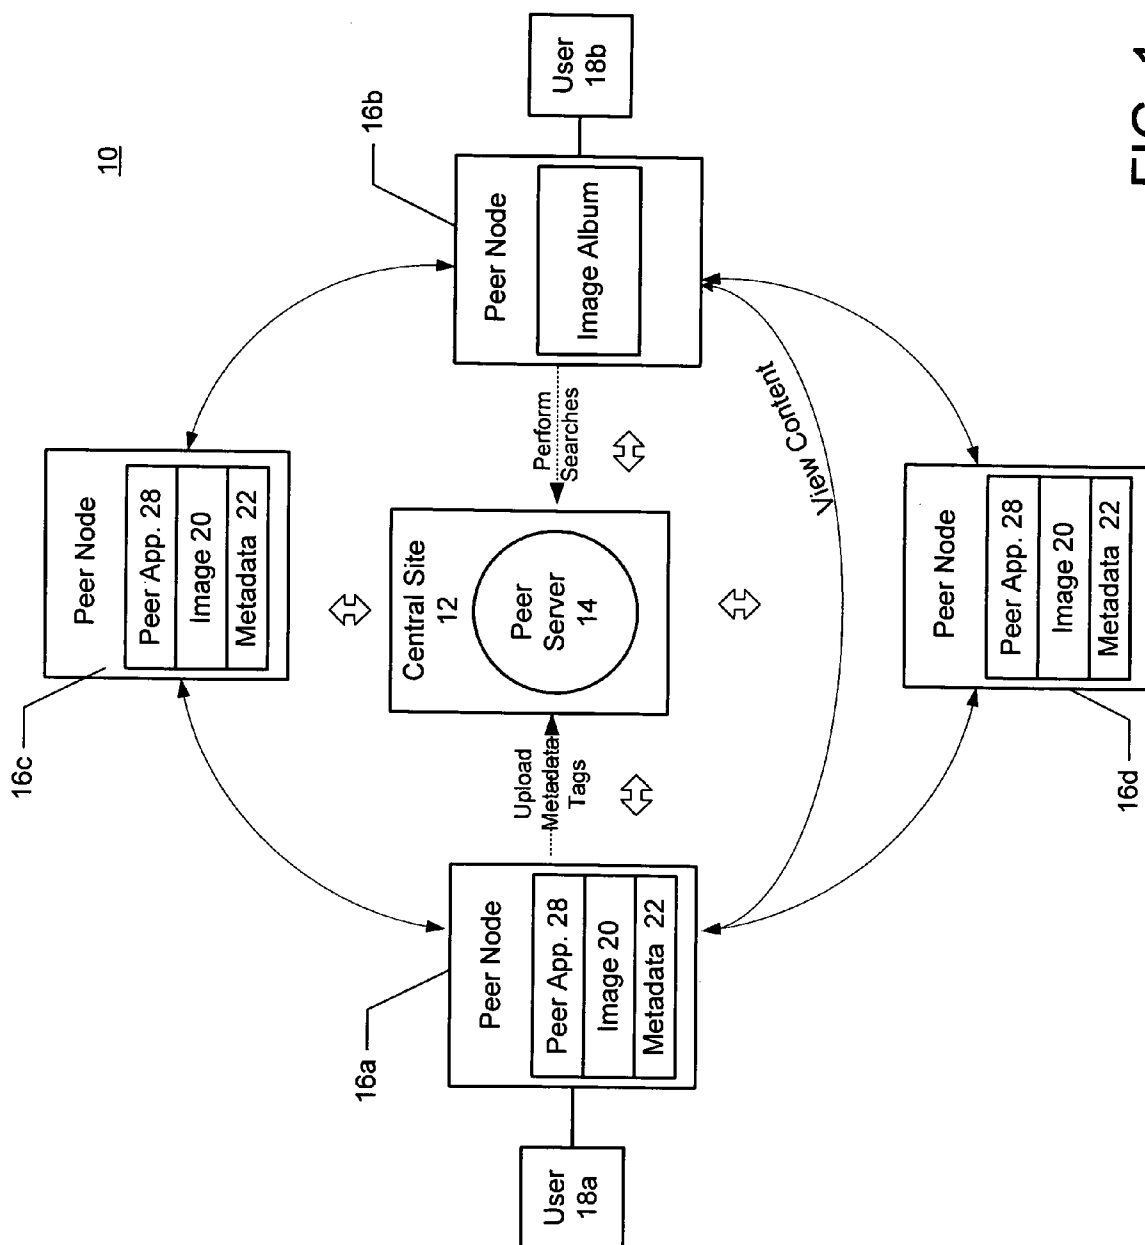 10
16c
Peer Node
Peer App. 28
Image 20
Metadata 22
16a
Peer Node
Peer App. 28
Image 20
Metadata 22
User
18a
Upload
Metadata
Tags
Central Site
12
Peer
Server
14
Perform
Searches
16b
Peer Node
Image Album
User
18b
View Content
Peer Node
Peer App. 28
Image 20
Metadata 22
16d